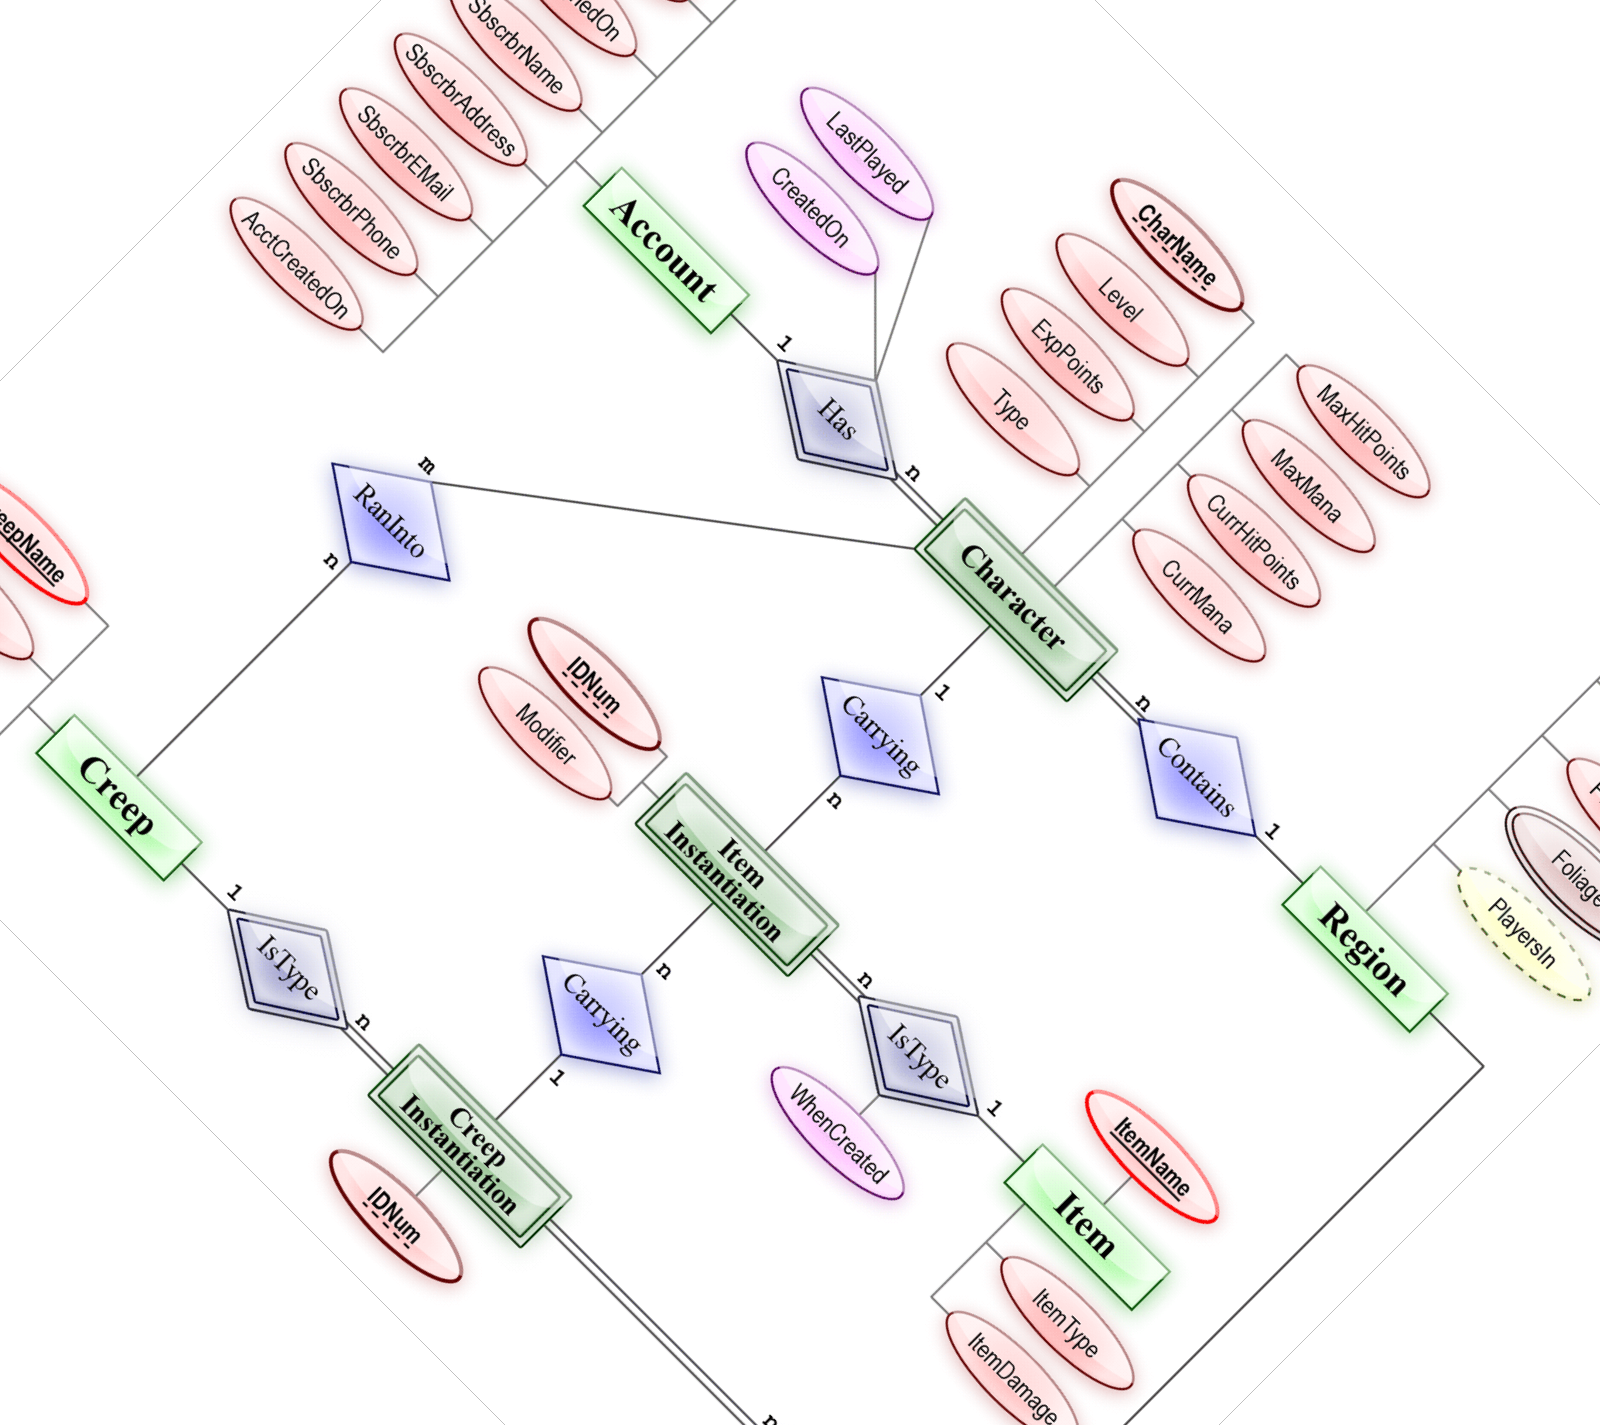 SbscrbrName
SbscrbrAddress
SbscrbrEMail
SbscrbrPhone
AcctCreatedOn
Account
LastPlayed
CreatedOn
1
Has
n
CharName
Level
ExpPoints
Type
MaxHitPoints
MaxMana
CurrHitPoints
CurrMana
m
RanInto
n
Character
IDNum
Modifier
1
Carrying
n
n
Contains
1
Creep
Item
Instantiation
Region
Foliage
PlayersIn
1
IsType
n
n
Carrying
1
n
IsType
1
WhenCreated
Creep
Instantiation
IDNum
ItemName
Item
ItemType
ItemDamage
n